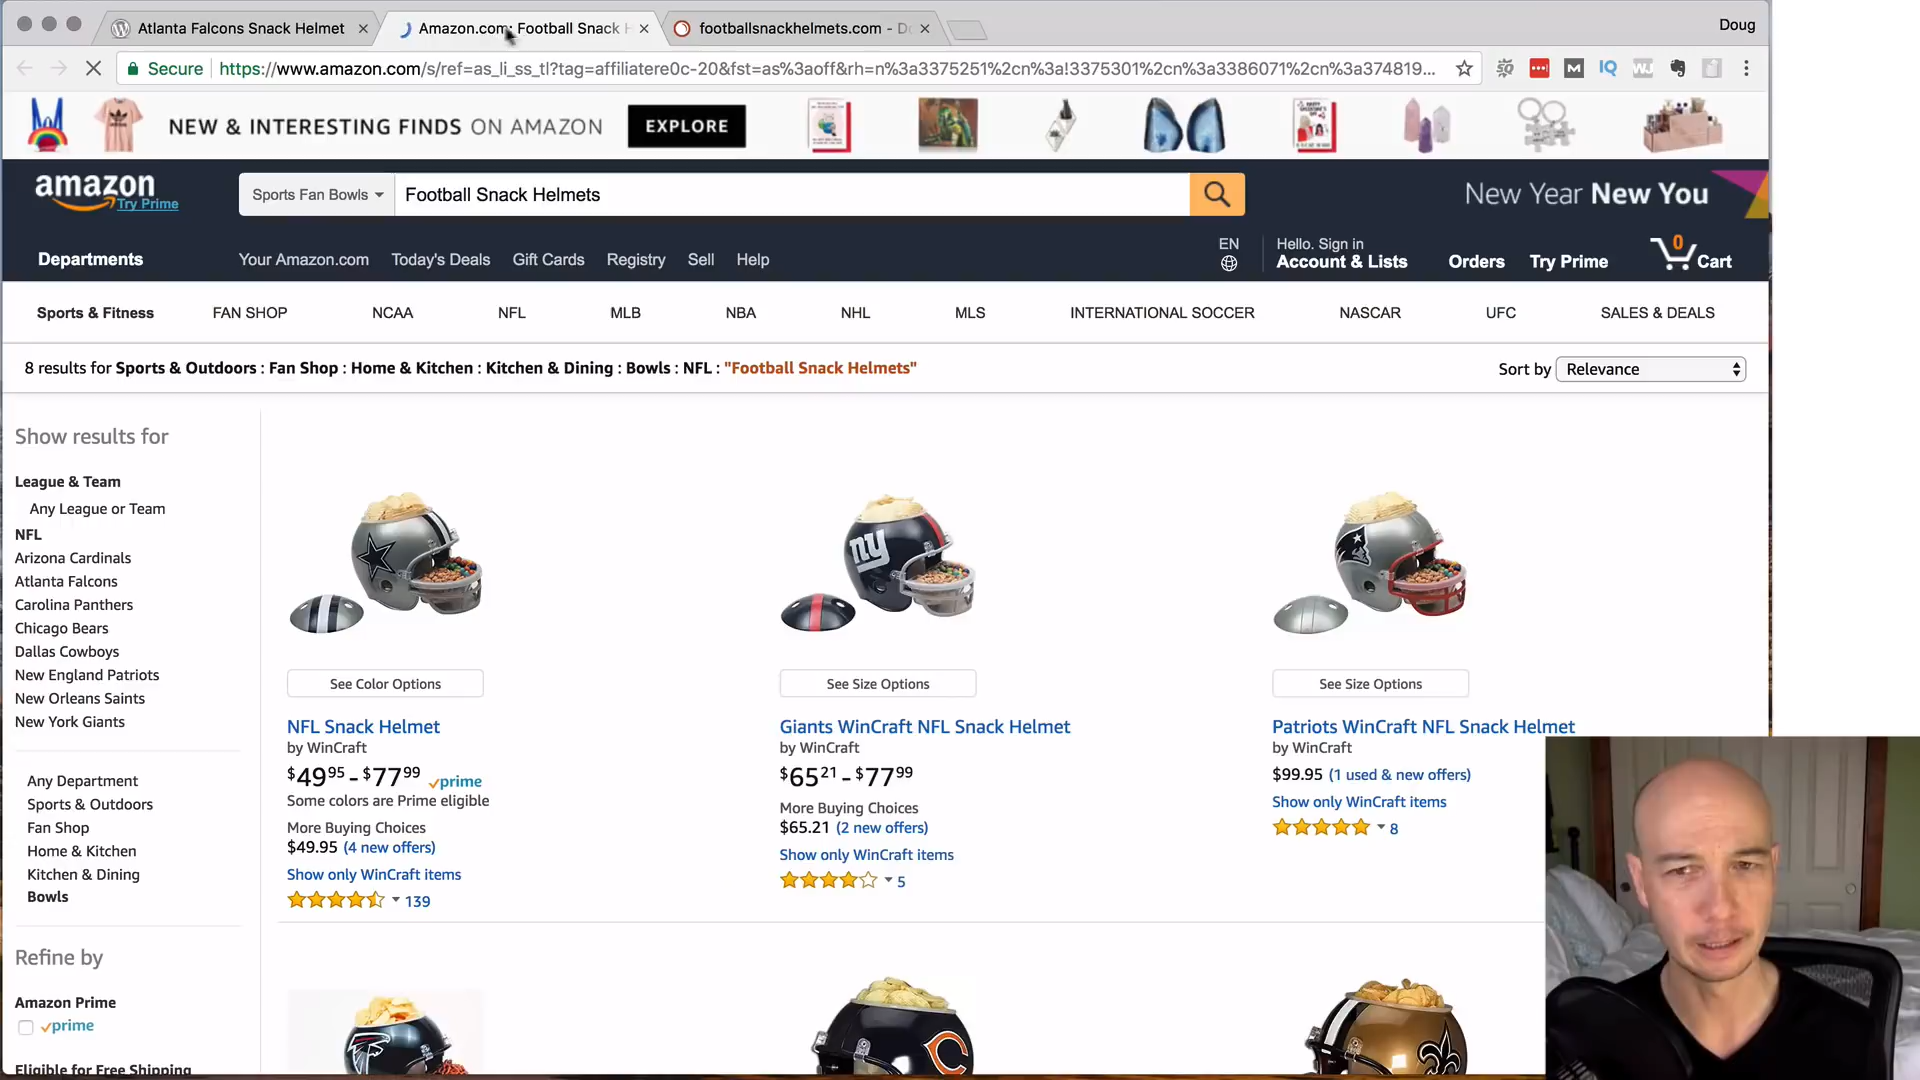 Atlanta Falcons Snack Helmet
Amazon.com: Football Snack H
footballsnackhelmets.com - Do
Doug
Secure https://www.amazon.com/s/ref=as_li_ss_tl?tag=affiliatere0c-20&fst=as%3aoff&rh=n%3a3375251%2cn%3a!3375301%2cn%3a3386071%2cn%3a374819...
NEW & INTERESTING FINDS ON AMAZON
EXPLORE
amazon
Try Prime
Sports Fan Bowls
Football Snack Helmets
New Year New You
Departments
Your Amazon.com
Today's Deals
Gift Cards
Registry
Sell
Help
EN
Hello. Sign in
Account & Lists
Orders
Try Prime
0
Cart
Sports & Fitness
FAN SHOP
NCAA
NFL
MLB
NBA
NHL
MLS
INTERNATIONAL SOCCER
NASCAR
UFC
SALES & DEALS
8 results for Sports & Outdoors : Fan Shop : Home & Kitchen : Kitchen & Dining : Bowls : NFL : "Football Snack Helmets"
Sort by Relevance
Show results for
League & Team
Any League or Team
NFL
Arizona Cardinals
Atlanta Falcons
Carolina Panthers
Chicago Bears
Dallas Cowboys
New England Patriots
New Orleans Saints
New York Giants
Any Department
Sports & Outdoors
Fan Shop
Home & Kitchen
Kitchen & Dining
Bowls
Refine by
Amazon Prime
prime
Eligible for Free Shipping
See Color Options
NFL Snack Helmet
by WinCraft
$49.95 - $77.99 prime
Some colors are Prime eligible
More Buying Choices
$49.95 (4 new offers)
Show only WinCraft items
139
ny
See Size Options
Giants WinCraft NFL Snack Helmet
by WinCraft
$65.21 - $77.99
More Buying Choices
$65.21 (2 new offers)
Show only WinCraft items
5
See Size Options
Patriots WinCraft NFL Snack Helmet
by WinCraft
$99.95 (1 used & new offers)
Show only WinCraft items
8